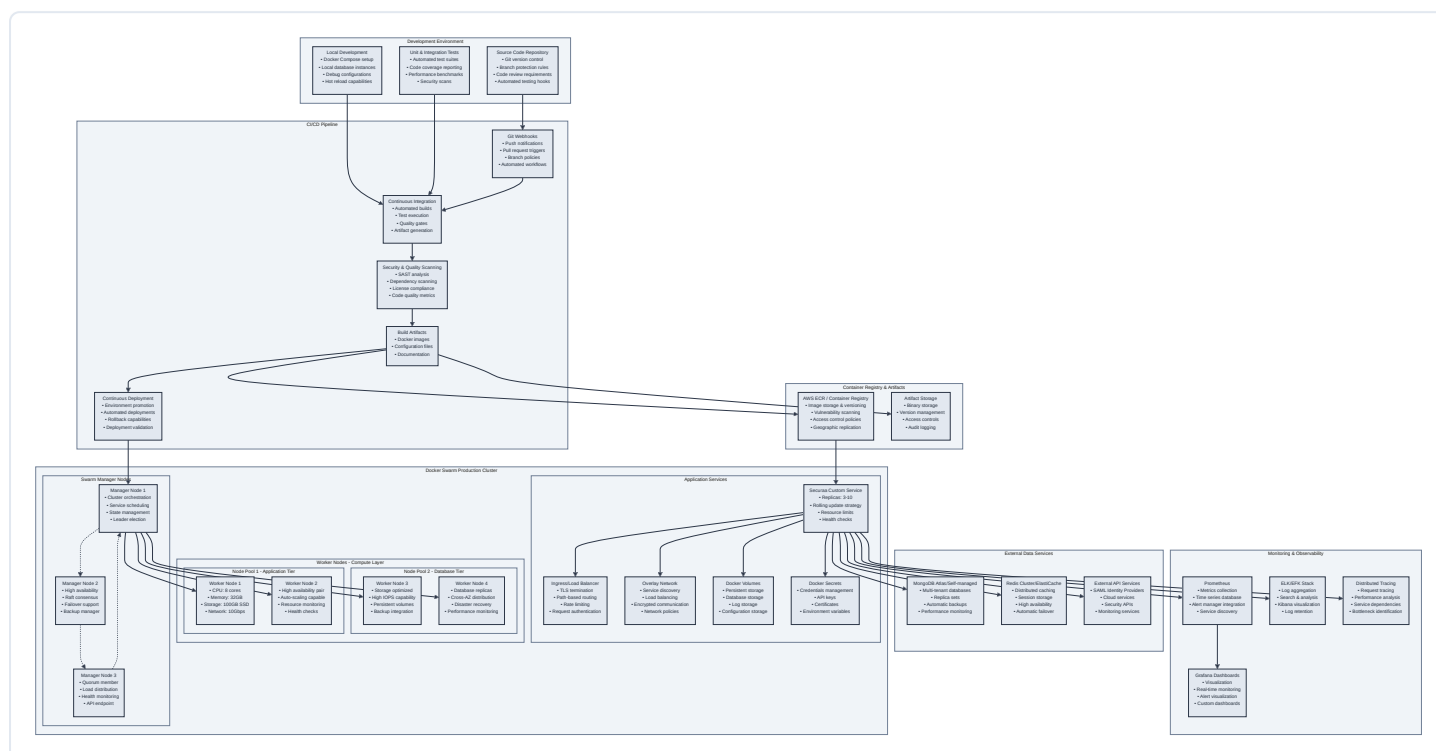 Development Environment
Local Development
• Docker Compose setup
• Local database instances
• Debug configurations
• Hot reload capabilities
Unit & Integration Tests
• Automated test suites
• Code coverage reporting
• Performance benchmarks
• Security scans
Source Code Repository
• Git version control
• Branch protection rules
• Code review requirements
• Automated testing hooks
CI/CD Pipeline
Git Webhooks
• Push notifications
• Pull request triggers
• Branch policies
• Automated workflows
Continuous Integration
• Automated builds
• Test execution
• Quality gates
• Artifact generation
Security & Quality Scanning
• SAST analysis
• Dependency scanning
• License compliance
• Code quality metrics
Build Artifacts
• Docker images
• Configuration files
• Documentation
Continuous Deployment
• Environment promotion
• Automated deployments
• Rollback capabilities
• Deployment validation
Container Registry & Artifacts
AWS ECR / Container Registry
• Image storage & versioning
• Vulnerability scanning
• Access control policies
• Geographic replication
Artifact Storage
• Binary storage
• Version management
• Access controls
• Audit logging
Docker Swarm Production Cluster
Swarm Manager Nodes
Manager Node 1
• Cluster orchestration
• Service scheduling
• State management
• Leader election
Manager Node 2
• High availability
• Raft consensus
• Failover support
• Backup manager
Manager Node 3
• Quorum member
• Load distribution
• Health monitoring
• API endpoint
Worker Nodes - Compute Layer
Node Pool 1 - Application Tier
Worker Node 1
• CPU: 8 cores
• Memory: 32GB
• Storage: 100GB SSD
• Network: 10Gbps
Worker Node 2
• High availability pair
• Auto-scaling capable
• Resource monitoring
• Health checks
Node Pool 2 - Database Tier
Worker Node 3
• Storage optimized
• High IOPS capability
• Persistent volumes
• Backup integration
Worker Node 4
• Database replicas
• Cross-AZ distribution
• Disaster recovery
• Performance monitoring
Application Services
Securaa Custom Service
• Replicas: 3-10
• Rolling update strategy
• Resource limits
• Health checks
Ingress/Load Balancer
• TLS termination
• Path-based routing
• Rate limiting
• Request authentication
Overlay Network
• Service discovery
• Load balancing
• Encrypted communication
• Network policies
Docker Volumes
• Persistent storage
• Database storage
• Log storage
• Configuration storage
Docker Secrets
• Credentials management
• API keys
• Certificates
• Environment variables
External Data Services
MongoDB Atlas/Self-managed
• Multi-tenant databases
• Replica sets
• Automatic backups
• Performance monitoring
Redis Cluster/ElastiCache
• Distributed caching
• Session storage
• High availability
• Automatic failover
External API Services
• SAML Identity Providers
• Cloud services
• Security APIs
• Monitoring services
Monitoring & Observability
Prometheus
• Metrics collection
• Time-series database
• Alert manager integration
• Service discovery
ELK/EFK Stack
• Log aggregation
• Search & analysis
• Kibana visualization
• Log retention
Distributed Tracing
• Request tracing
• Performance analysis
• Service dependencies
• Bottleneck identification
Grafana Dashboards
• Visualization
• Real-time monitoring
• Alert visualization
• Custom dashboards